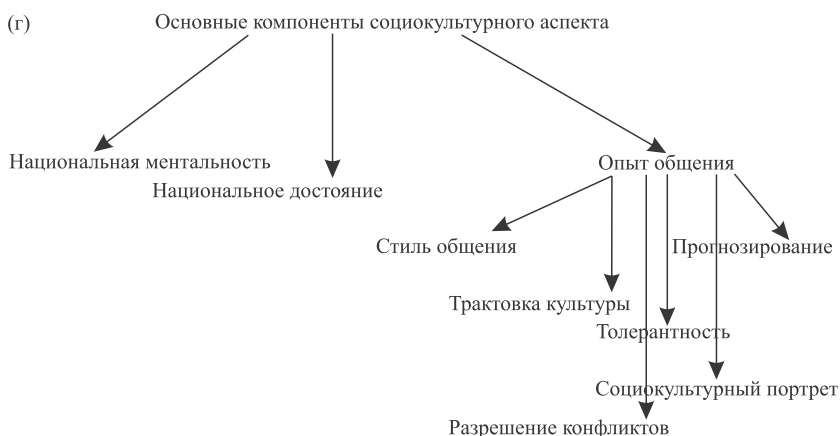 (г)
Основные компоненты социокультурного аспекта
Национальная ментальность
Опыт общения
Национальное достояние
Стиль общения
Прогнозирование
Трактовка культуры
Толерантность
Социокультурный портрет
Разрешение конфликтов